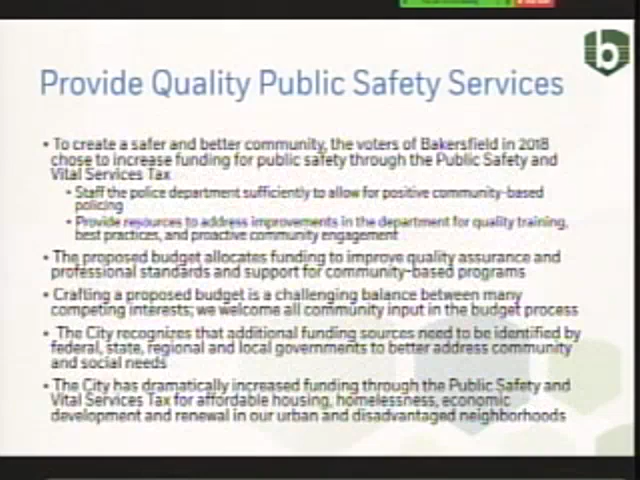 b
Provide Quality Public Safety Services
• To create a safer and better community, the voters of Bakersfield in 2018
chose to increase funding for public safety through the Public Safety and
Vital Services Tax
• Staff the police department sufficiently to allow for positive community-based
policing
• Provide resources to address improvements in the department for quality training,
best practices, and proactive community engagement
• The proposed budget allocates funding to improve quality assurance and
professional standards and support for community-based programs
• Crafting a proposed budget is a challenging balance between many
competing interests; we welcome all community input in the budget process
• The City recognizes that additional funding sources need to be identified by
federal, state, regional and local governments to better address community
and social needs
• The City has dramatically increased funding through the Public Safety and
Vital Services Tax for affordable housing, homelessness, economic
development and renewal in our urban and disadvantaged neighborhoods
b